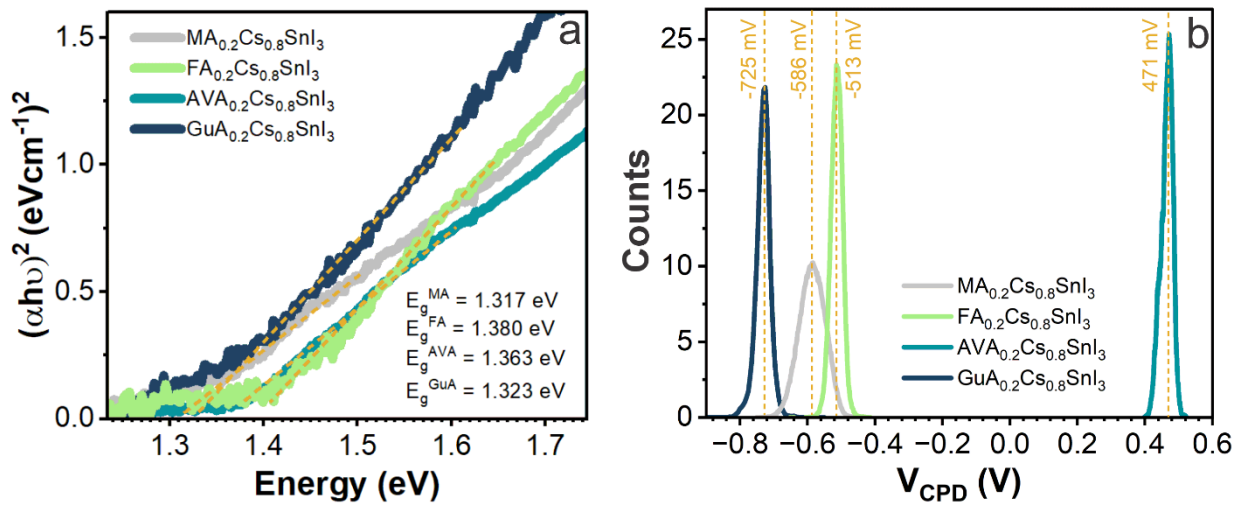 a
MA0.2Cs0.8SnI3
FA0.2Cs0.8SnI3
AVA0.2Cs0.8SnI3
GuA0.2Cs0.8SnI3
EgMA = 1.317 eV
EgFA = 1.380 eV
EgAVA = 1.363 eV
EgGuA = 1.323 eV
(αhυ)2 (eVcm-1)2
1.5
1.0
0.5
0.0
1.3 1.4 1.5 1.6 1.7
Energy (eV)
b
-725 mV
-586 mV
-513 mV
471 mV
MA0.2Cs0.8SnI3
FA0.2Cs0.8SnI3
AVA0.2Cs0.8SnI3
GuA0.2Cs0.8SnI3
Counts
25
20
15
10
5
0
−0.8 −0.6 −0.4 −0.2 0.0 0.2 0.4 0.6
VCPD (V)